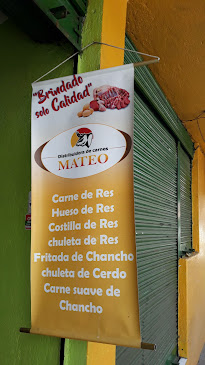 "Brindado
solo Calidad"
Distribuidora de carnes
MATEO
Carne de Res
Hueso de Res
Costilla de Res
chuleta de Res
Fritada de Chancho
chuleta de Cerdo
Carne suave de
Chancho